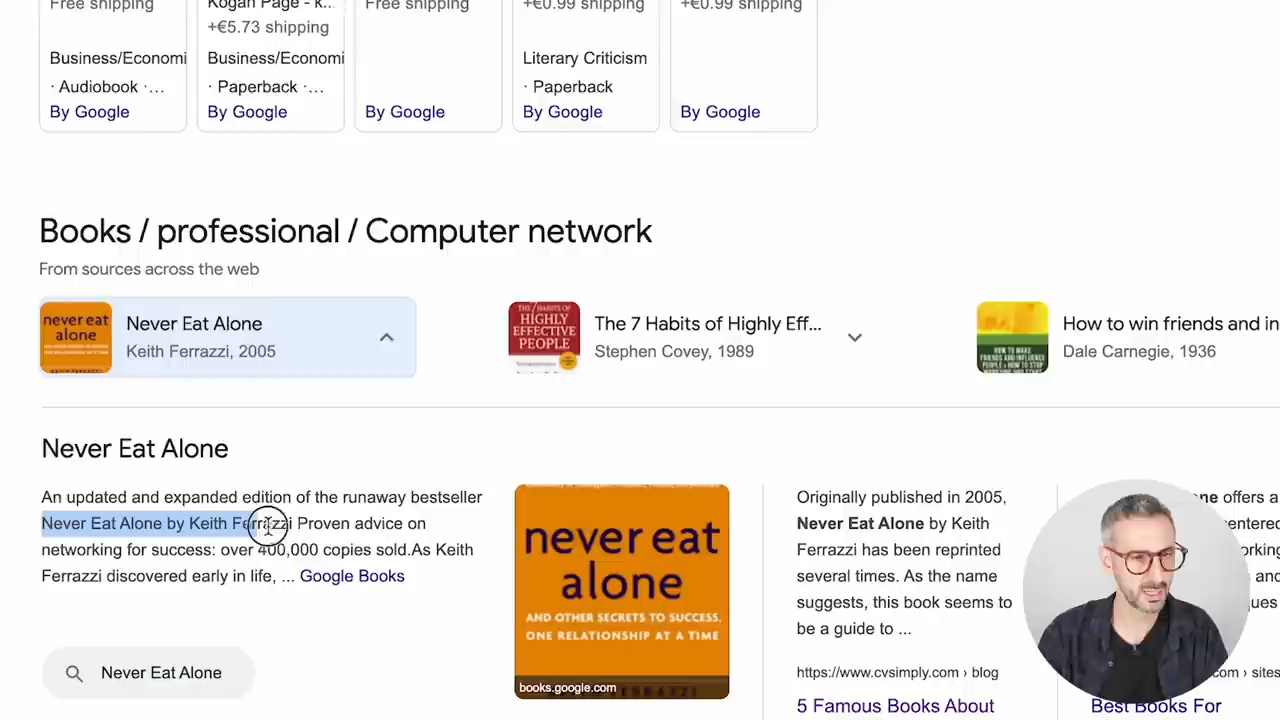 Free shipping
Kogan Page - k...
+€5.73 shipping
Free shipping
+€0.99 shipping
+€0.99 shipping
Business/Economi
· Audiobook ·...
By Google
Business/Economi
· Paperback ·...
By Google
By Google
Literary Criticism
· Paperback
By Google
By Google
Books / professional / Computer network
From sources across the web
never eat
alone
Never Eat Alone
Keith Ferrazzi, 2005
THE 7 HABITS OF
HIGHLY
EFFECTIVE
PEOPLE
The 7 Habits of Highly Eff...
Stephen Covey, 1989
How to win friends and in
Dale Carnegie, 1936
Never Eat Alone
An updated and expanded edition of the runaway bestseller
Never Eat Alone by Keith Ferrazzi Proven advice on
networking for success: over 400,000 copies sold.As Keith
Ferrazzi discovered early in life, ... Google Books
Never Eat Alone
never eat
alone
AND OTHER SECRETS TO SUCCESS,
ONE RELATIONSHIP AT A TIME
books.google.com
Originally published in 2005,
Never Eat Alone by Keith
Ferrazzi has been reprinted
several times. As the name
suggests, this book seems to
be a guide to ...
https://www.cvsimply.com › blog
5 Famous Books About
offers a
Best Books For